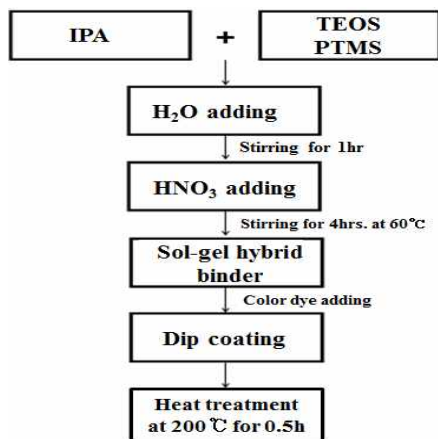 IPA
+
TEOS
PTMS
H₂O adding
Stirring for 1hr
HNO₃ adding
Stirring for 4hrs. at 60℃
Sol-gel hybrid
binder
Color dye adding
Dip coating
Heat treatment
at 200℃ for 0.5h